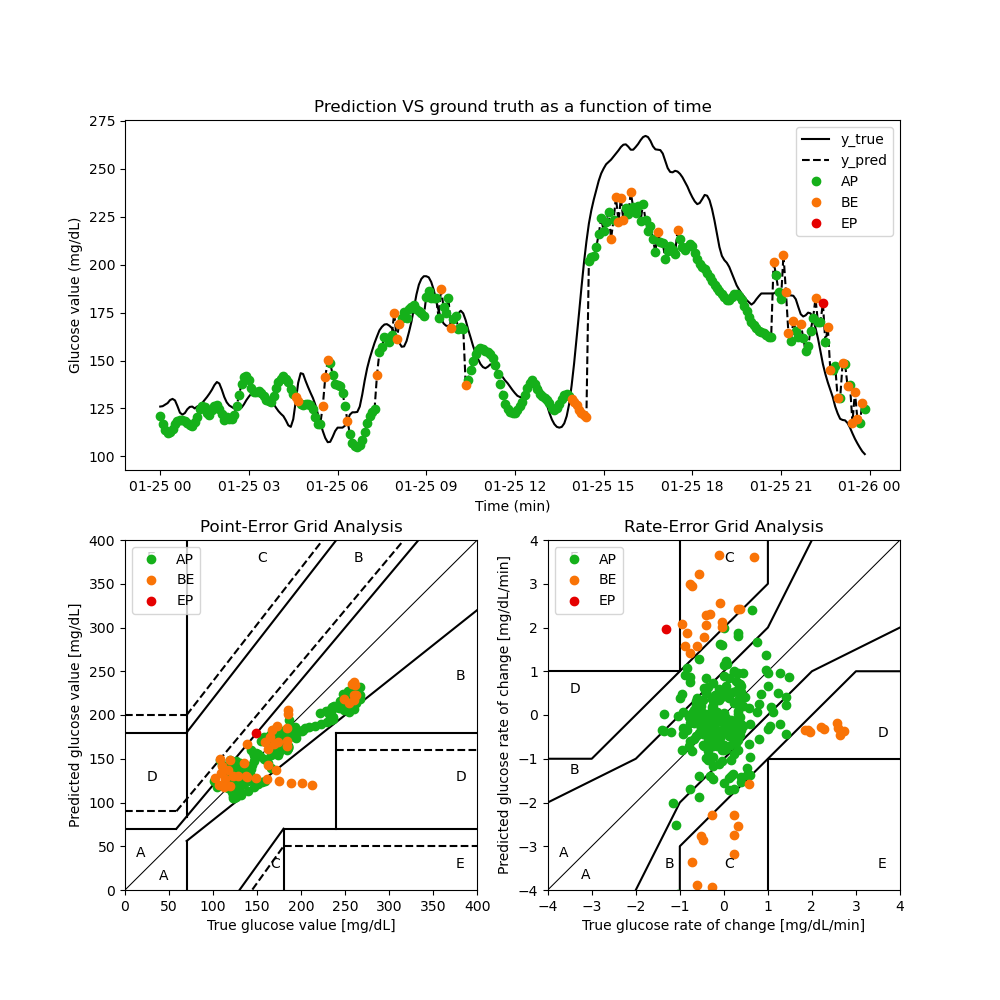 Prediction VS ground truth as a function of time
Glucose value (mg/dL)
275
250
225
200
175
150
125
100
y_true
y_pred
AP
BE
EP
01-25 00 01-25 03 01-25 06 01-25 09 01-25 12 01-25 15 01-25 18 01-25 21 01-26 00
Time (min)
Point-Error Grid Analysis
Predicted glucose value [mg/dL]
400
350
300
250
200
150
100
50
0
AP
BE
EP
C B
B
D D
A
A C E
0 50 100 150 200 250 300 350 400
True glucose value [mg/dL]
Rate-Error Grid Analysis
Predicted glucose rate of change [mg/dL/min]
4
3
2
1
0
−1
−2
−3
−4
AP
BE
EP
C
D
D
B
A
A B C E
−4 −3 −2 −1 0 1 2 3 4
True glucose rate of change [mg/dL/min]